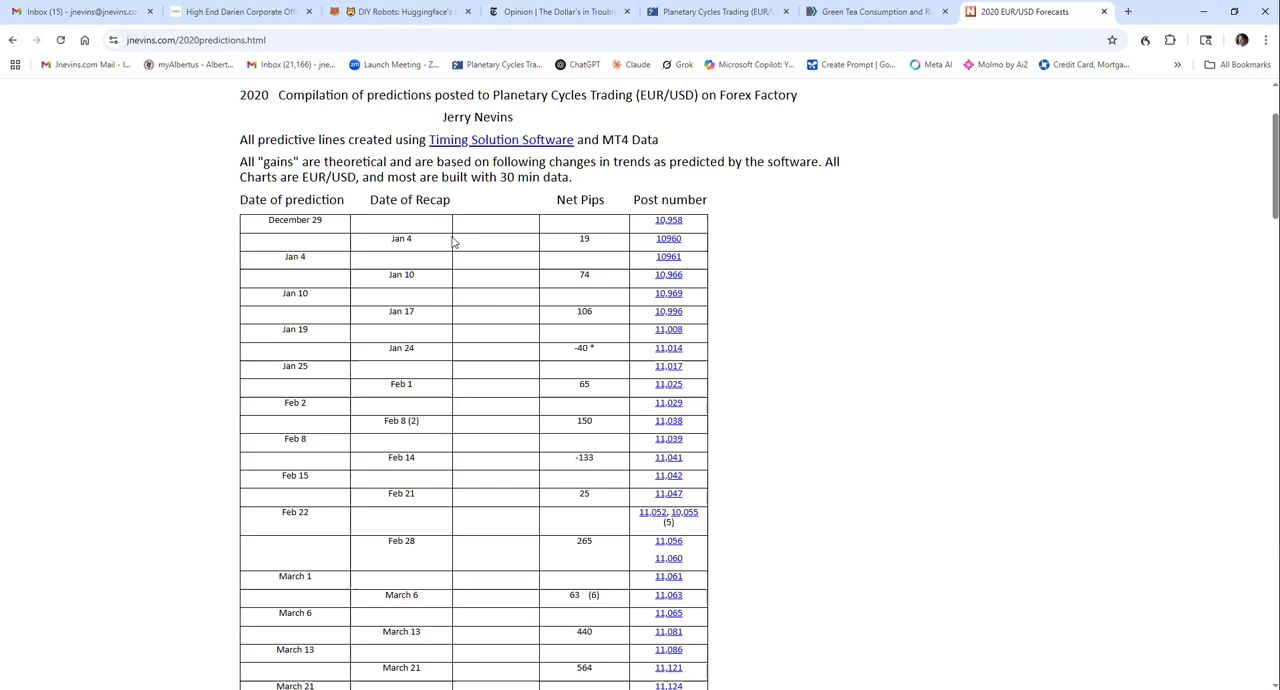 Inbox (15) - jnevins@jnevins.co
High End Darien Corporate Offi
DIY Robots: Huggingface's
Opinion | The Dollar's in Troubl
Planetary Cycles Trading (EUR/U
Green Tea Consumption and Ri
2020 EUR/USD Forecasts
jnevins.com/2020predictions.html
Jnevins.com Mail - I...
myAlbertus - Albert...
Inbox (21,166) - jne...
Launch Meeting - Z...
Planetary Cycles Tra...
ChatGPT
Claude
Grok
Microsoft Copilot: Y...
Create Prompt | Go...
Meta AI
Molmo by Ai2
Credit Card, Mortga...
All Bookmarks
2020 Compilation of predictions posted to Planetary Cycles Trading (EUR/USD) on Forex Factory
Jerry Nevins
All predictive lines created using Timing Solution Software and MT4 Data
All "gains" are theoretical and are based on following changes in trends as predicted by the software. All
Charts are EUR/USD, and most are built with 30 min data.
Date of prediction Date of Recap Net Pips Post number
December 29 10,958
Jan 4 19 10960
Jan 4 10961
Jan 10 74 10,966
Jan 10 10,969
Jan 17 106 10,996
Jan 19 11,008
Jan 24 -40 * 11,014
Jan 25 11,017
Feb 1 65 11,025
Feb 2 11,029
Feb 8 (2) 150 11,038
Feb 8 11,039
Feb 14 -133 11,041
Feb 15 11,042
Feb 21 25 11,047
Feb 22 11,052, 10,055
(5)
Feb 28 265 11,056
11,060
March 1 11,061
March 6 63 (6) 11,063
March 6 11,065
March 13 440 11,081
March 13 11,086
March 21 564 11,121
March 21 11,124